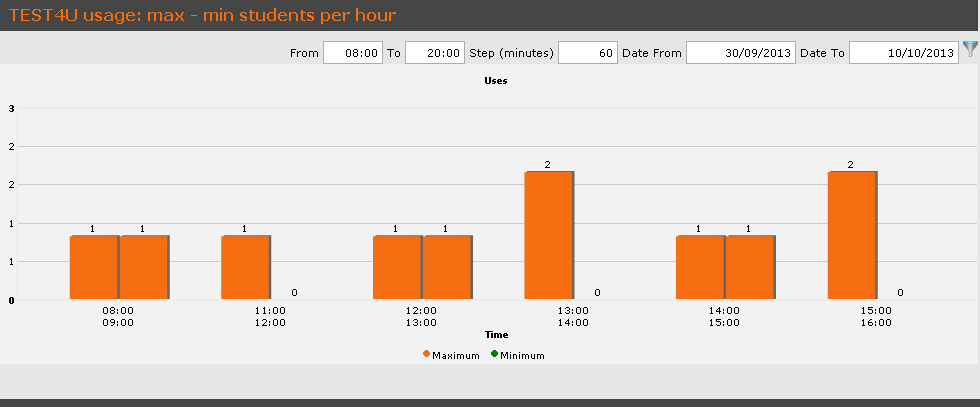 TEST4U usage: max - min students per hour
From 08:00 To 20:00 Step (minutes) 60 Date From 30/09/2013 Date To 10/10/2013
Uses
3
2
2
1
1
0
1 1 1 0 1 1 2 0 1 1 2 0
08:00 11:00 12:00 13:00 14:00 15:00
09:00 12:00 13:00 14:00 15:00 16:00
Time
Maximum Minimum